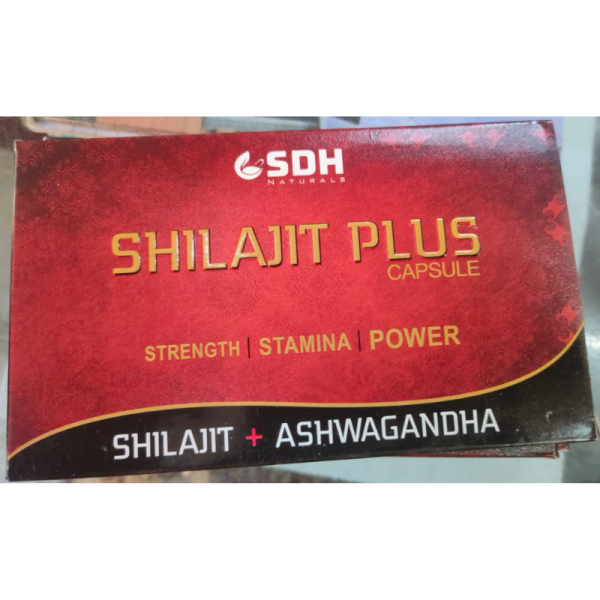 SDH
NATURALS
SHILAJIT PLUS
CAPSULE
STRENGTH | STAMINA | POWER
SHILAJIT + ASHWAGANDHA